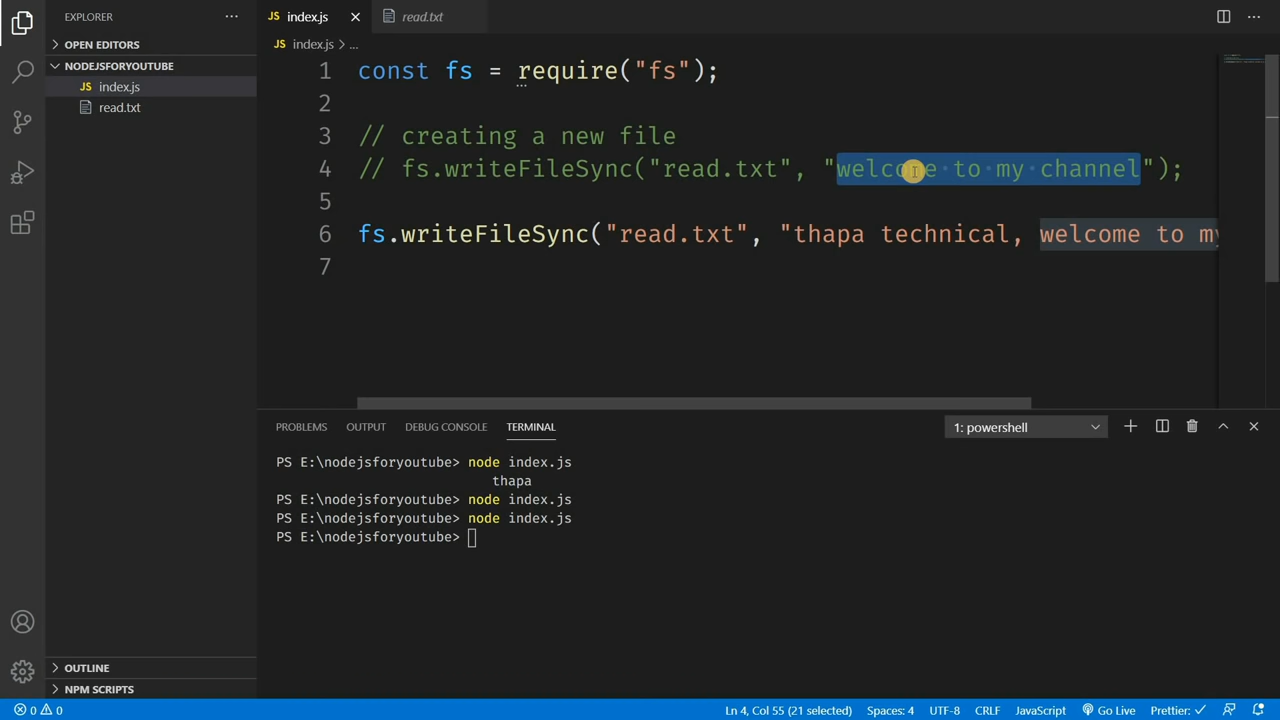 EXPLORER
OPEN EDITORS
NODEJSFORYOUTUBE
JS index.js
read.txt
OUTLINE
NPM SCRIPTS
JS index.js
read.txt
JS index.js > ...
1 const fs = require("fs");
2
3 // creating a new file
4 // fs.writeFileSync("read.txt", "welcome to my channel");
5
6 fs.writeFileSync("read.txt", "thapa technical, welcome to my
7
PROBLEMS OUTPUT DEBUG CONSOLE TERMINAL 1: powershell
PS E:\nodejsforyoutube> node index.js
thapa
PS E:\nodejsforyoutube> node index.js
PS E:\nodejsforyoutube> node index.js
PS E:\nodejsforyoutube>
0 0 Ln 4, Col 55 (21 selected) Spaces: 4 UTF-8 CRLF JavaScript Go Live Prettier: